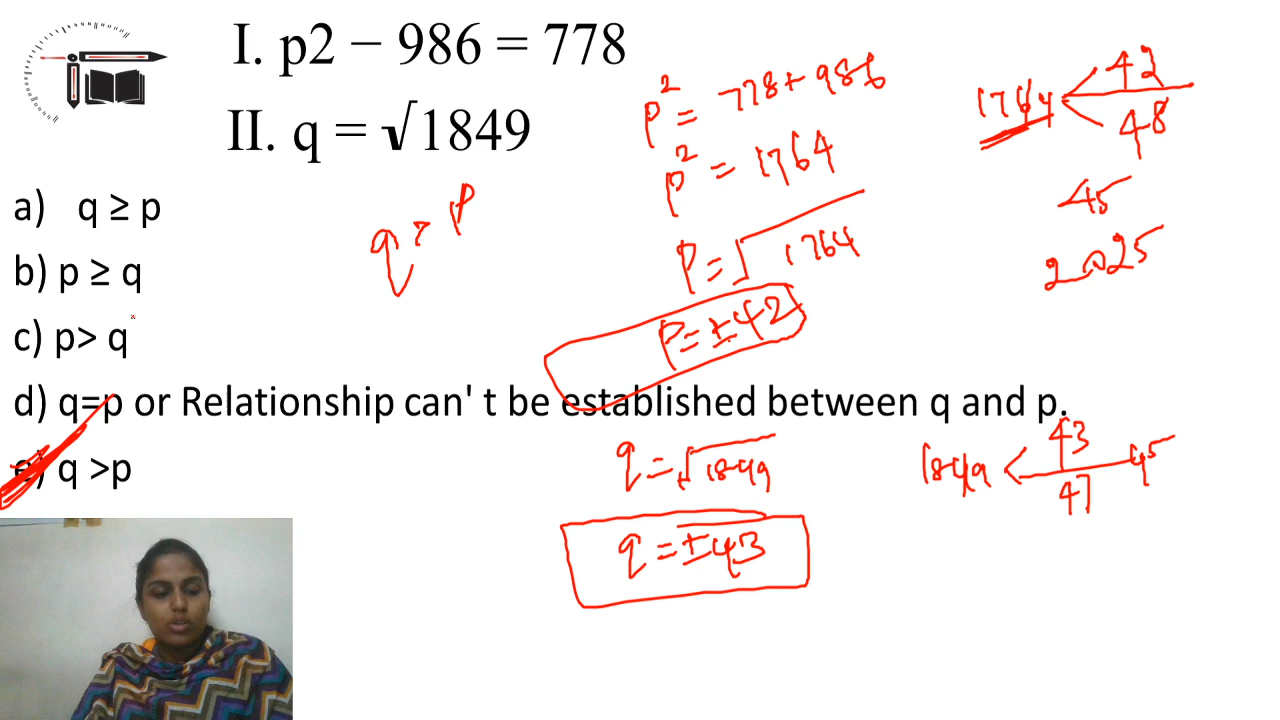 I. p2 − 986 = 778
II. q = √1849
a) q ≥ p
b) p ≥ q
c) p> q
d) q=p or Relationship can' t be established between q and p.
e) q >p
q > p
p² = 778+986
p² = 1764
p = √1764
p = ±42
1764 < 42
48
45
2025
q = √1849
q = ±43
1849 < 43
47
45